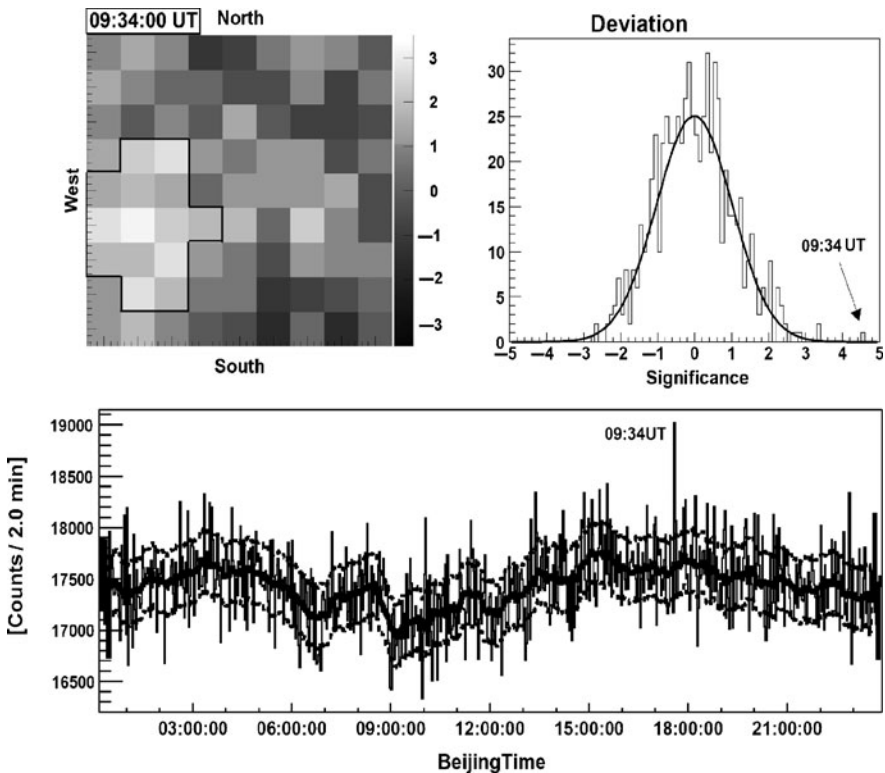 09:34:00 UT
North
West
South
3
2
1
0
−1
−2
−3
Deviation
30
25
20
15
10
5
0
−5 −4 −3 −2 −1 0 1 2 3 4 5
09:34 UT
Significance
[Counts / 2.0 min]
19000
18500
18000
17500
17000
16500
09:34UT
03:00:00 06:00:00 09:00:00 12:00:00 15:00:00 18:00:00 21:00:00
BeijingTime